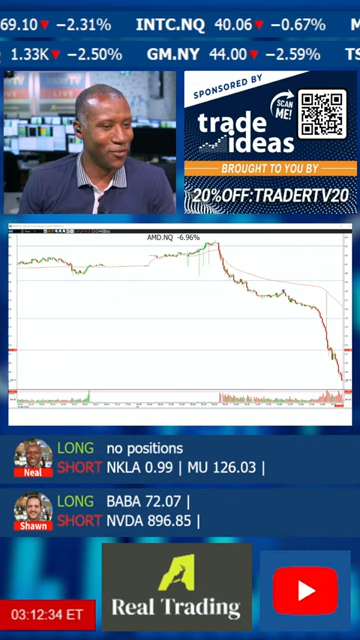 69.10 −2.31% INTC.NQ 40.06 −0.67%
1.33K −2.50% GM.NY 44.00 −2.59%
SPONSORED BY
SCAN ME!
trade ideas
BROUGHT TO YOU BY
20%OFF:TRADERTV20
AMD.NQ -6.96%
LONG no positions
SHORT NKLA 0.99 | MU 126.03 |
Neal
LONG BABA 72.07 |
SHORT NVDA 896.85 |
Shawn
03:12:34 ET
Real Trading